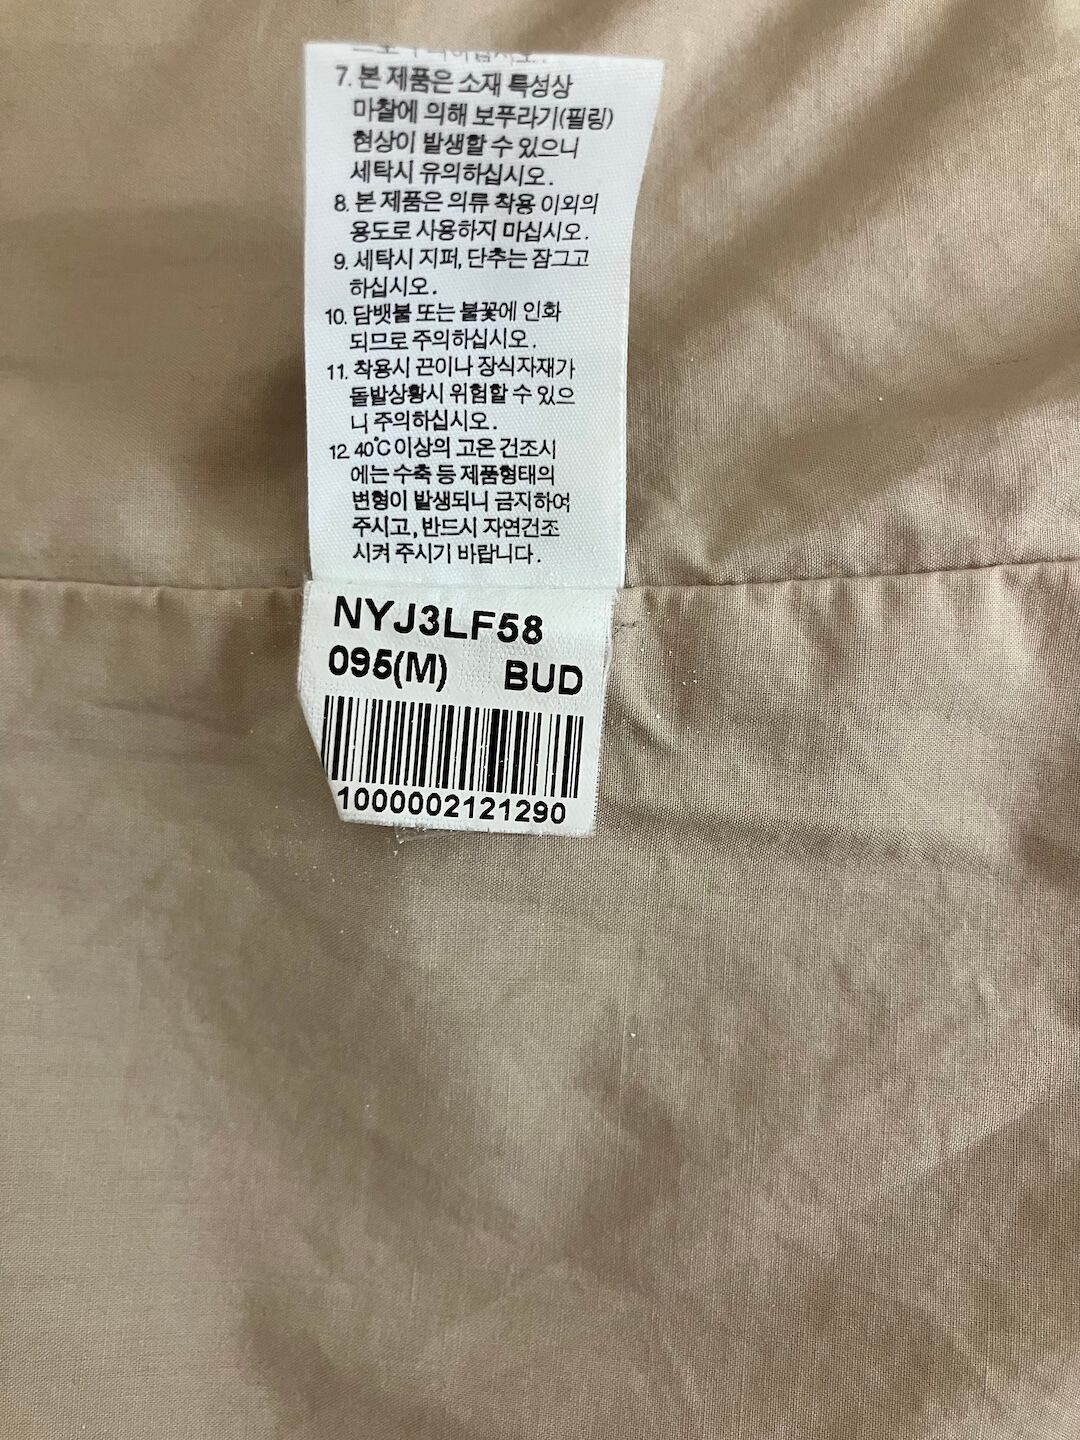 7. 본 제품은 소재 특성상
마찰에 의해 보푸라기(필링)
현상이 발생할 수 있으니
세탁시 유의하십시오.
8. 본 제품은 의류 착용 이외의
용도로 사용하지 마십시오.
9. 세탁시 지퍼, 단추는 잠그고
하십시오.
10. 담뱃불 또는 불꽃에 인화
되므로 주의하십시오.
11. 착용시 끈이나 장식자재가
돌발상황시 위험할 수 있으
니 주의하십시오.
12. 40℃ 이상의 고온 건조시
에는 수축 등 제품형태의
변형이 발생되니 금지하여
주시고, 반드시 자연건조
시켜 주시기 바랍니다.
NYJ3LF58
095(M) BUD
1000002121290